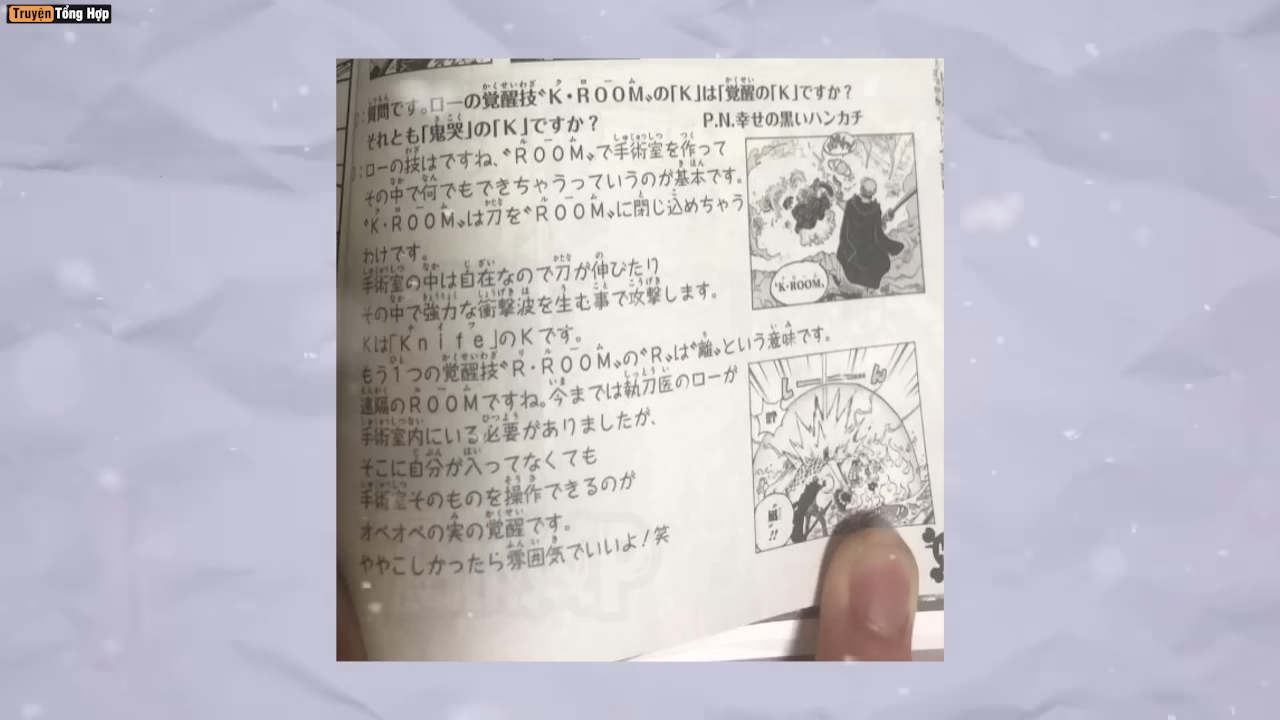 Truyện Tổng Hợp
質問です。ローの覚醒技〝K・ROOM〟の「K」は「覚醒の「K」ですか?
それとも「鬼哭」の「K」ですか?
P.N.幸せの黒いハンカチ
ローの技はですね、〝ROOM〟で手術室を作って
その中で何でもできちゃうっていうのが基本です。
〝K・ROOM〟は刀を〝ROOM〟に閉じ込めちゃう
わけです。
手術室の中は自在なので刀が伸びたり
その中で強力な衝撃波を生む事で攻撃します。
Kは「Knife」のKです。
もう1つの覚醒技〝R・ROOM〟の〝R〟は〝離〟という意味です。
遠隔のROOMですね。今までは執刀医のローが
手術室内にいる必要がありましたが、
そこに自分が入ってなくても
手術室そのものを操作できるのが
オペオペの実の覚醒です。
ややこしかったら雰囲気でいいよ!笑
〝K・ROOM〟